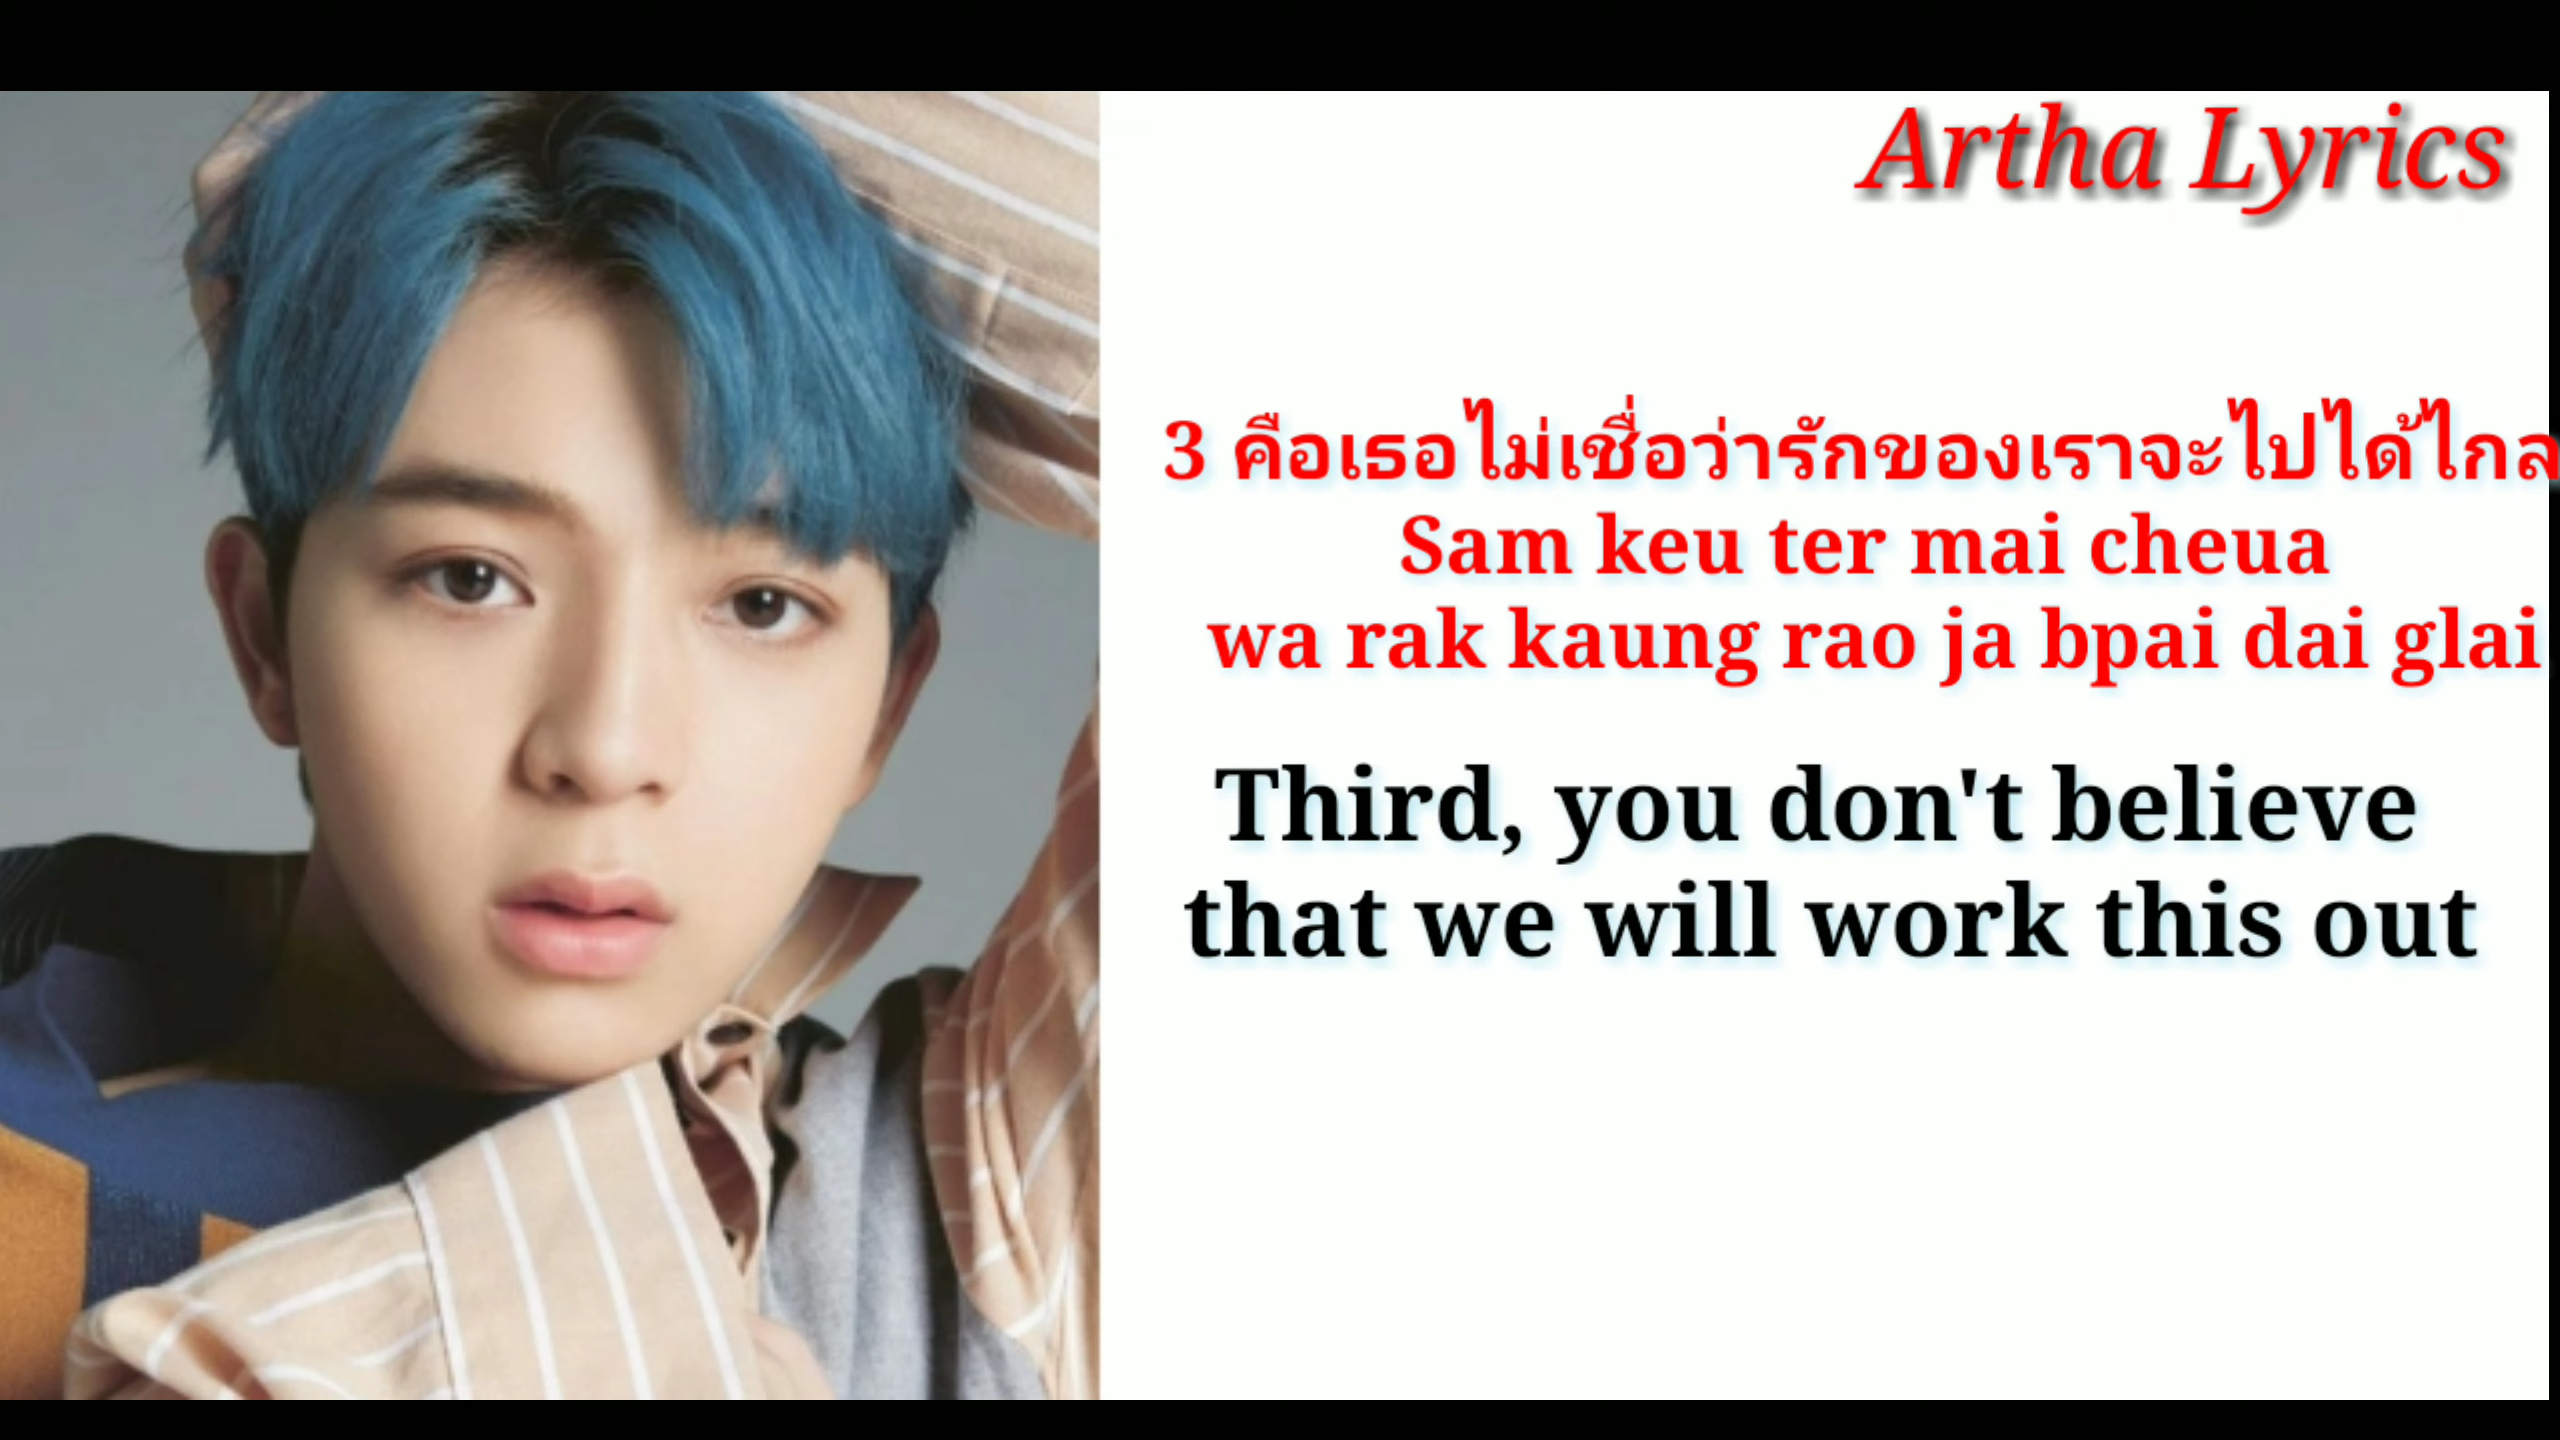 Artha Lyrics
3 คือเธอไม่เชื่อว่ารักของเราจะไปได้ไกล
Sam keu ter mai cheua
wa rak kaung rao ja bpai dai glai
Third, you don't believe
that we will work this out